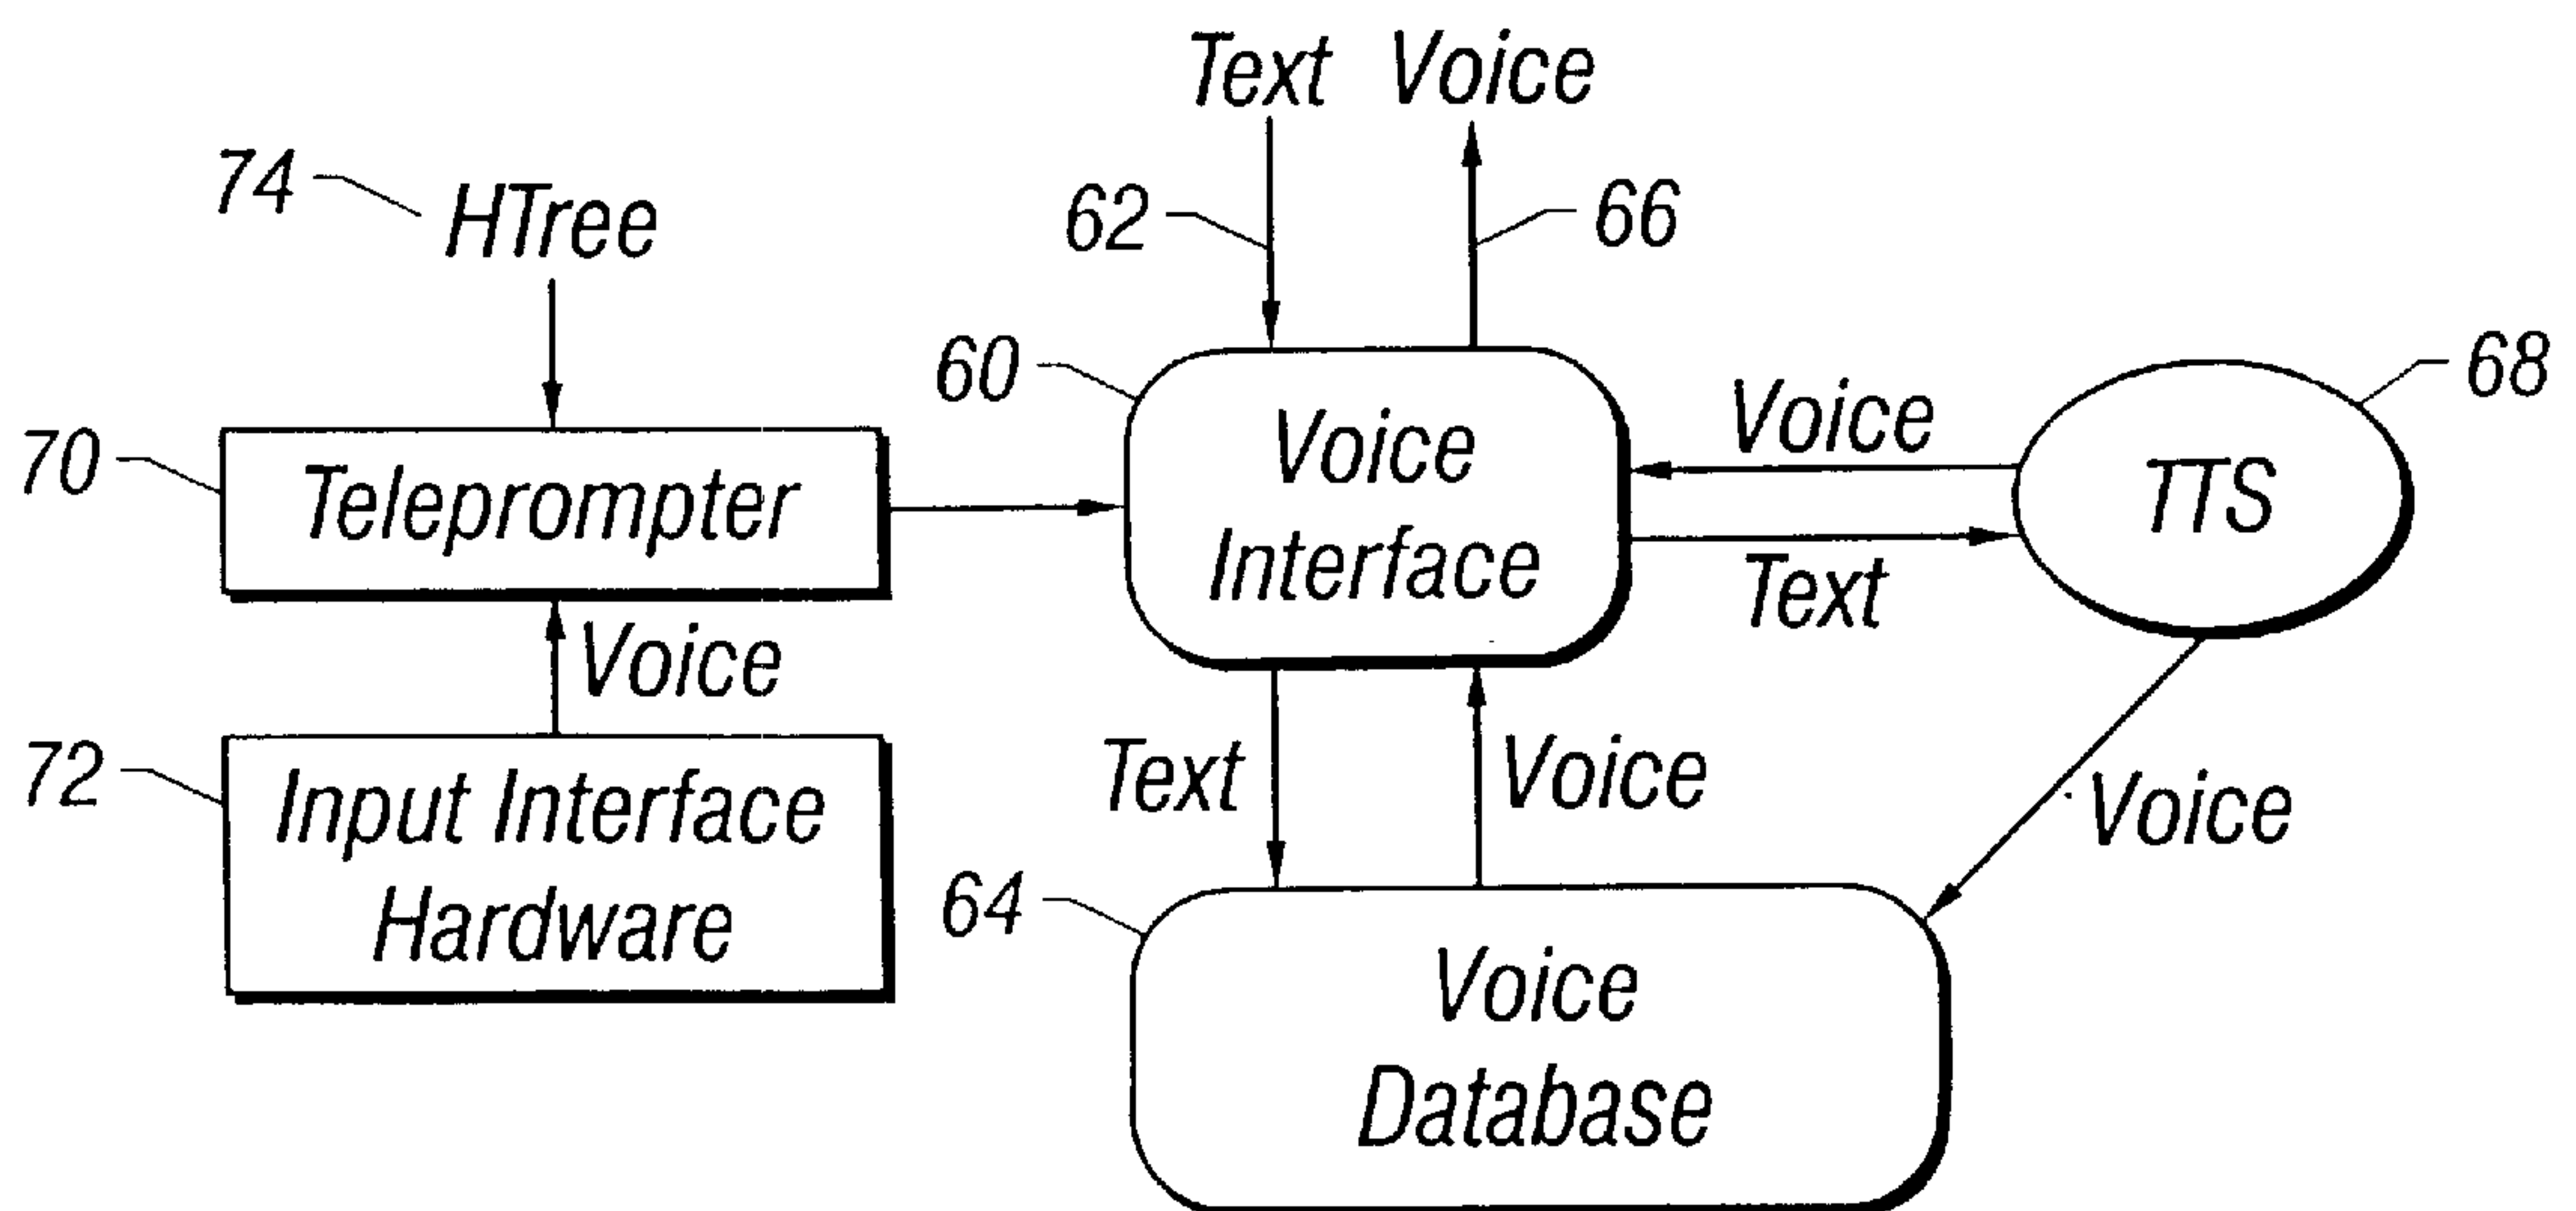 Text Voice
74 HTree
62 66
60 68
70 Teleprompter
Voice
Interface
Voice
TTS
Text
Voice
72 Input Interface
Hardware
Text Voice
Voice
64
Voice
Database